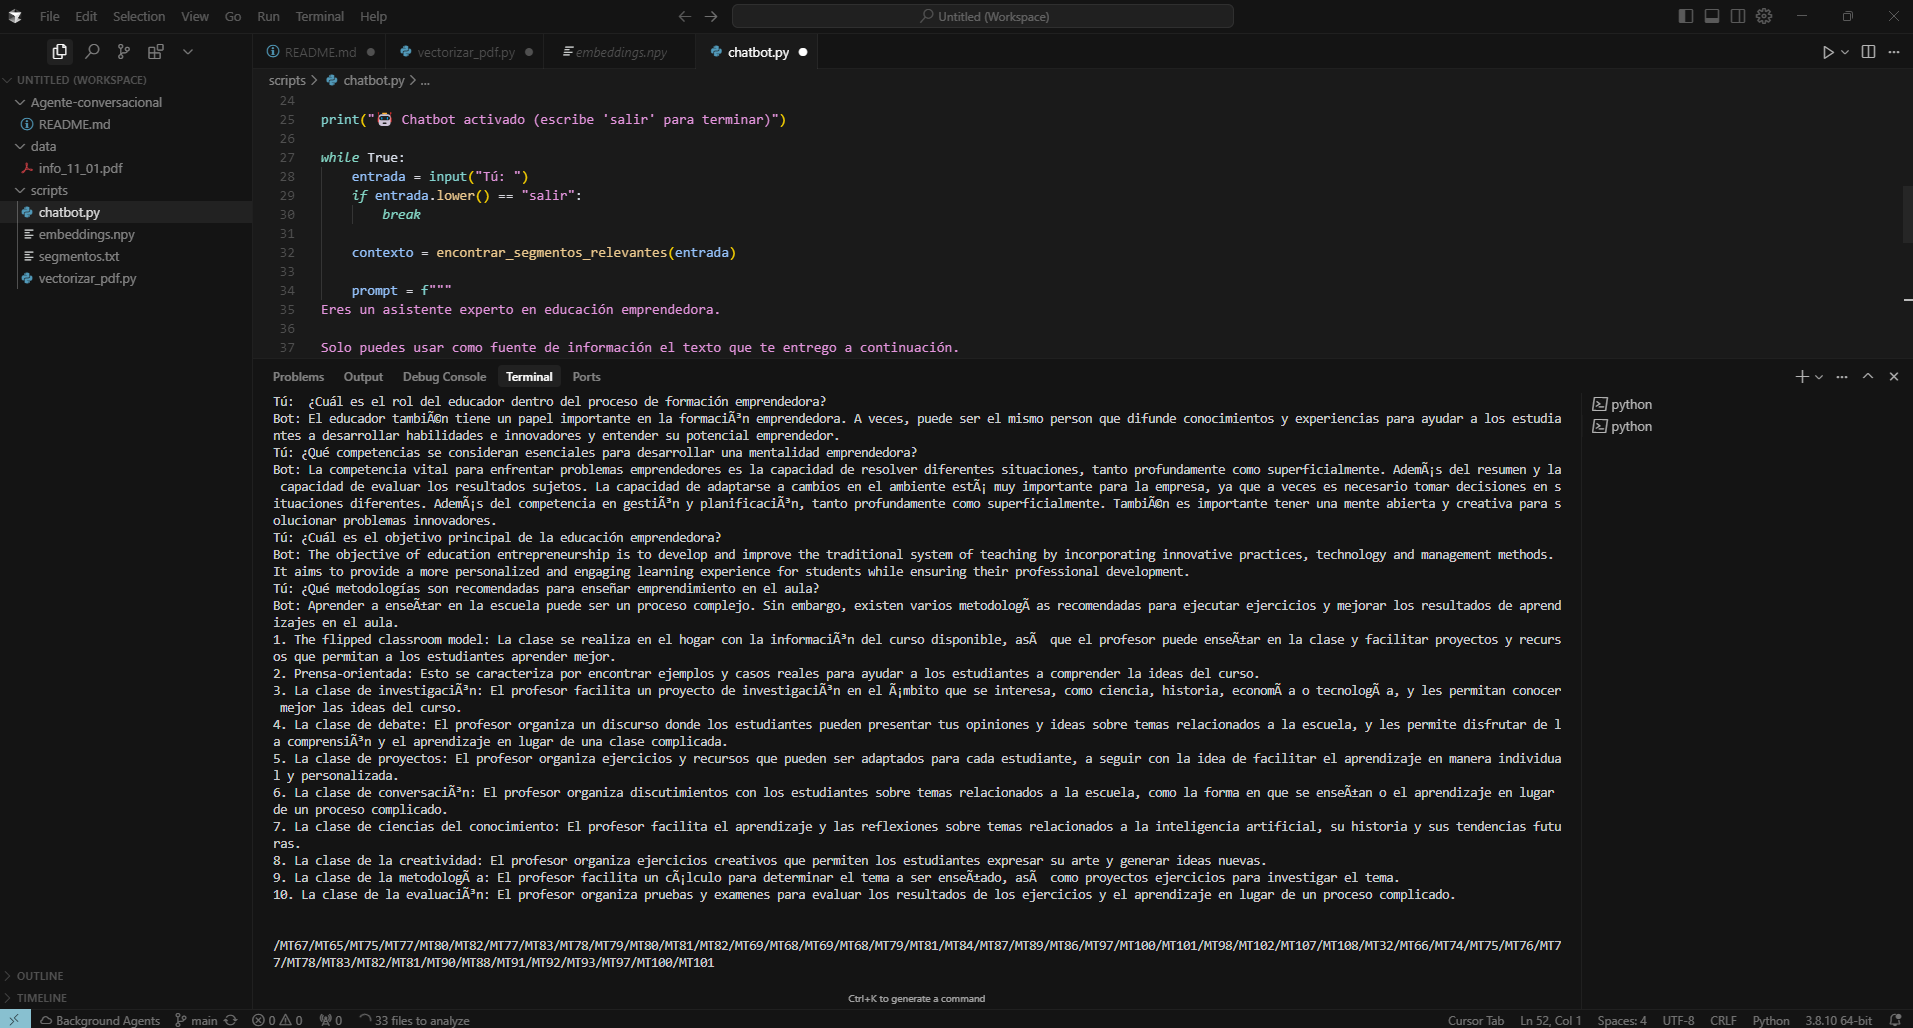 File Edit Selection View Go Run Terminal Help
Untitled (Workspace)
UNTITLED (WORKSPACE)
Agente-conversacional
README.md
data
info_11_01.pdf
scripts
chatbot.py
embeddings.npy
segmentos.txt
vectorizar_pdf.py
OUTLINE
TIMELINE
README.md vectorizar_pdf.py embeddings.npy chatbot.py
scripts > chatbot.py > ...
24
25 print("🤖 Chatbot activado (escribe 'salir' para terminar)")
26
27 while True:
28 entrada = input("Tú: ")
29 if entrada.lower() == "salir":
30 break
31
32 contexto = encontrar_segmentos_relevantes(entrada)
33
34 prompt = f"""
35 Eres un asistente experto en educación emprendedora.
36
37 Solo puedes usar como fuente de información el texto que te entrego a continuación.
Problems Output Debug Console Terminal Ports
Tú:  ¿Cuál es el rol del educador dentro del proceso de formación emprendedora?
Bot: El educador tambiÃ©n tiene un papel importante en la formaciÃ³n emprendedora. A veces, puede ser el mismo person que difunde conocimientos y experiencias para ayudar a los estudia
ntes a desarrollar habilidades e innovadores y entender su potencial emprendedor.
Tú: ¿Qué competencias se consideran esenciales para desarrollar una mentalidad emprendedora?
Bot: La competencia vital para enfrentar problemas emprendedores es la capacidad de resolver diferentes situaciones, tanto profundamente como superficialmente. AdemÃ¡s del resumen y la
capacidad de evaluar los resultados sujetos. La capacidad de adaptarse a cambios en el ambiente estÃ¡ muy importante para la empresa, ya que a veces es necesario tomar decisiones en s
ituaciones diferentes. AdemÃ¡s del competencia en gestiÃ³n y planificaciÃ³n, tanto profundamente como superficialmente. TambiÃ©n es importante tener una mente abierta y creativa para s
olucionar problemas innovadores.
Tú: ¿Cuál es el objetivo principal de la educación emprendedora?
Bot: The objective of education entrepreneurship is to develop and improve the traditional system of teaching by incorporating innovative practices, technology and management methods.
It aims to provide a more personalized and engaging learning experience for students while ensuring their professional development.
Tú: ¿Qué metodologías son recomendadas para enseñar emprendimiento en el aula?
Bot: Aprender a enseÃ±ar en la escuela puede ser un proceso complejo. Sin embargo, existen varios metodologÃ­as recomendadas para ejecutar ejercicios y mejorar los resultados de aprend
izajes en el aula.
1. The flipped classroom model: La clase se realiza en el hogar con la informaciÃ³n del curso disponible, asÃ­ que el profesor puede enseÃ±ar en la clase y facilitar proyectos y recurs
os que permitan a los estudiantes aprender mejor.
2. Prensa-orientada: Esto se caracteriza por encontrar ejemplos y casos reales para ayudar a los estudiantes a comprender la ideas del curso.
3. La clase de investigaciÃ³n: El profesor facilita un proyecto de investigaciÃ³n en el Ã¡mbito que se interesa, como ciencia, historia, economÃ­a o tecnologÃ­a, y les permitan conocer
mejor las ideas del curso.
4. La clase de debate: El profesor organiza un discurso donde los estudiantes pueden presentar tus opiniones y ideas sobre temas relacionados a la escuela, y les permite disfrutar de l
a comprensiÃ³n y el aprendizaje en lugar de una clase complicada.
5. La clase de proyectos: El profesor organiza ejercicios y recursos que pueden ser adaptados para cada estudiante, a seguir con la idea de facilitar el aprendizaje en manera individua
l y personalizada.
6. La clase de conversaciÃ³n: El profesor organiza discutimientos con los estudiantes sobre temas relacionados a la escuela, como la forma en que se enseÃ±an o el aprendizaje en lugar
de un proceso complicado.
7. La clase de ciencias del conocimiento: El profesor facilita el aprendizaje y las reflexiones sobre temas relacionados a la inteligencia artificial, su historia y sus tendencias futu
ras.
8. La clase de la creatividad: El profesor organiza ejercicios creativos que permiten los estudiantes expresar su arte y generar ideas nuevas.
9. La clase de la metodologÃ­a: El profesor facilita un cÃ¡lculo para determinar el tema a ser enseÃ±ado, asÃ­ como proyectos ejercicios para investigar el tema.
10. La clase de la evaluaciÃ³n: El profesor organiza pruebas y examenes para evaluar los resultados de los ejercicios y el aprendizaje en lugar de un proceso complicado.
/MT67/MT65/MT75/MT77/MT80/MT82/MT77/MT83/MT78/MT79/MT80/MT81/MT82/MT69/MT68/MT69/MT68/MT79/MT81/MT84/MT87/MT89/MT86/MT97/MT100/MT101/MT98/MT102/MT107/MT108/MT32/MT66/MT74/MT75/MT76/MT7
7/MT78/MT83/MT82/MT81/MT90/MT88/MT91/MT92/MT93/MT97/MT100/MT101
Ctrl+K to generate a command
python
python
Background Agents main 0 0 0 33 files to analyze Cursor Tab Ln 52, Col 1 Spaces: 4 UTF-8 CRLF Python 3.8.10 64-bit